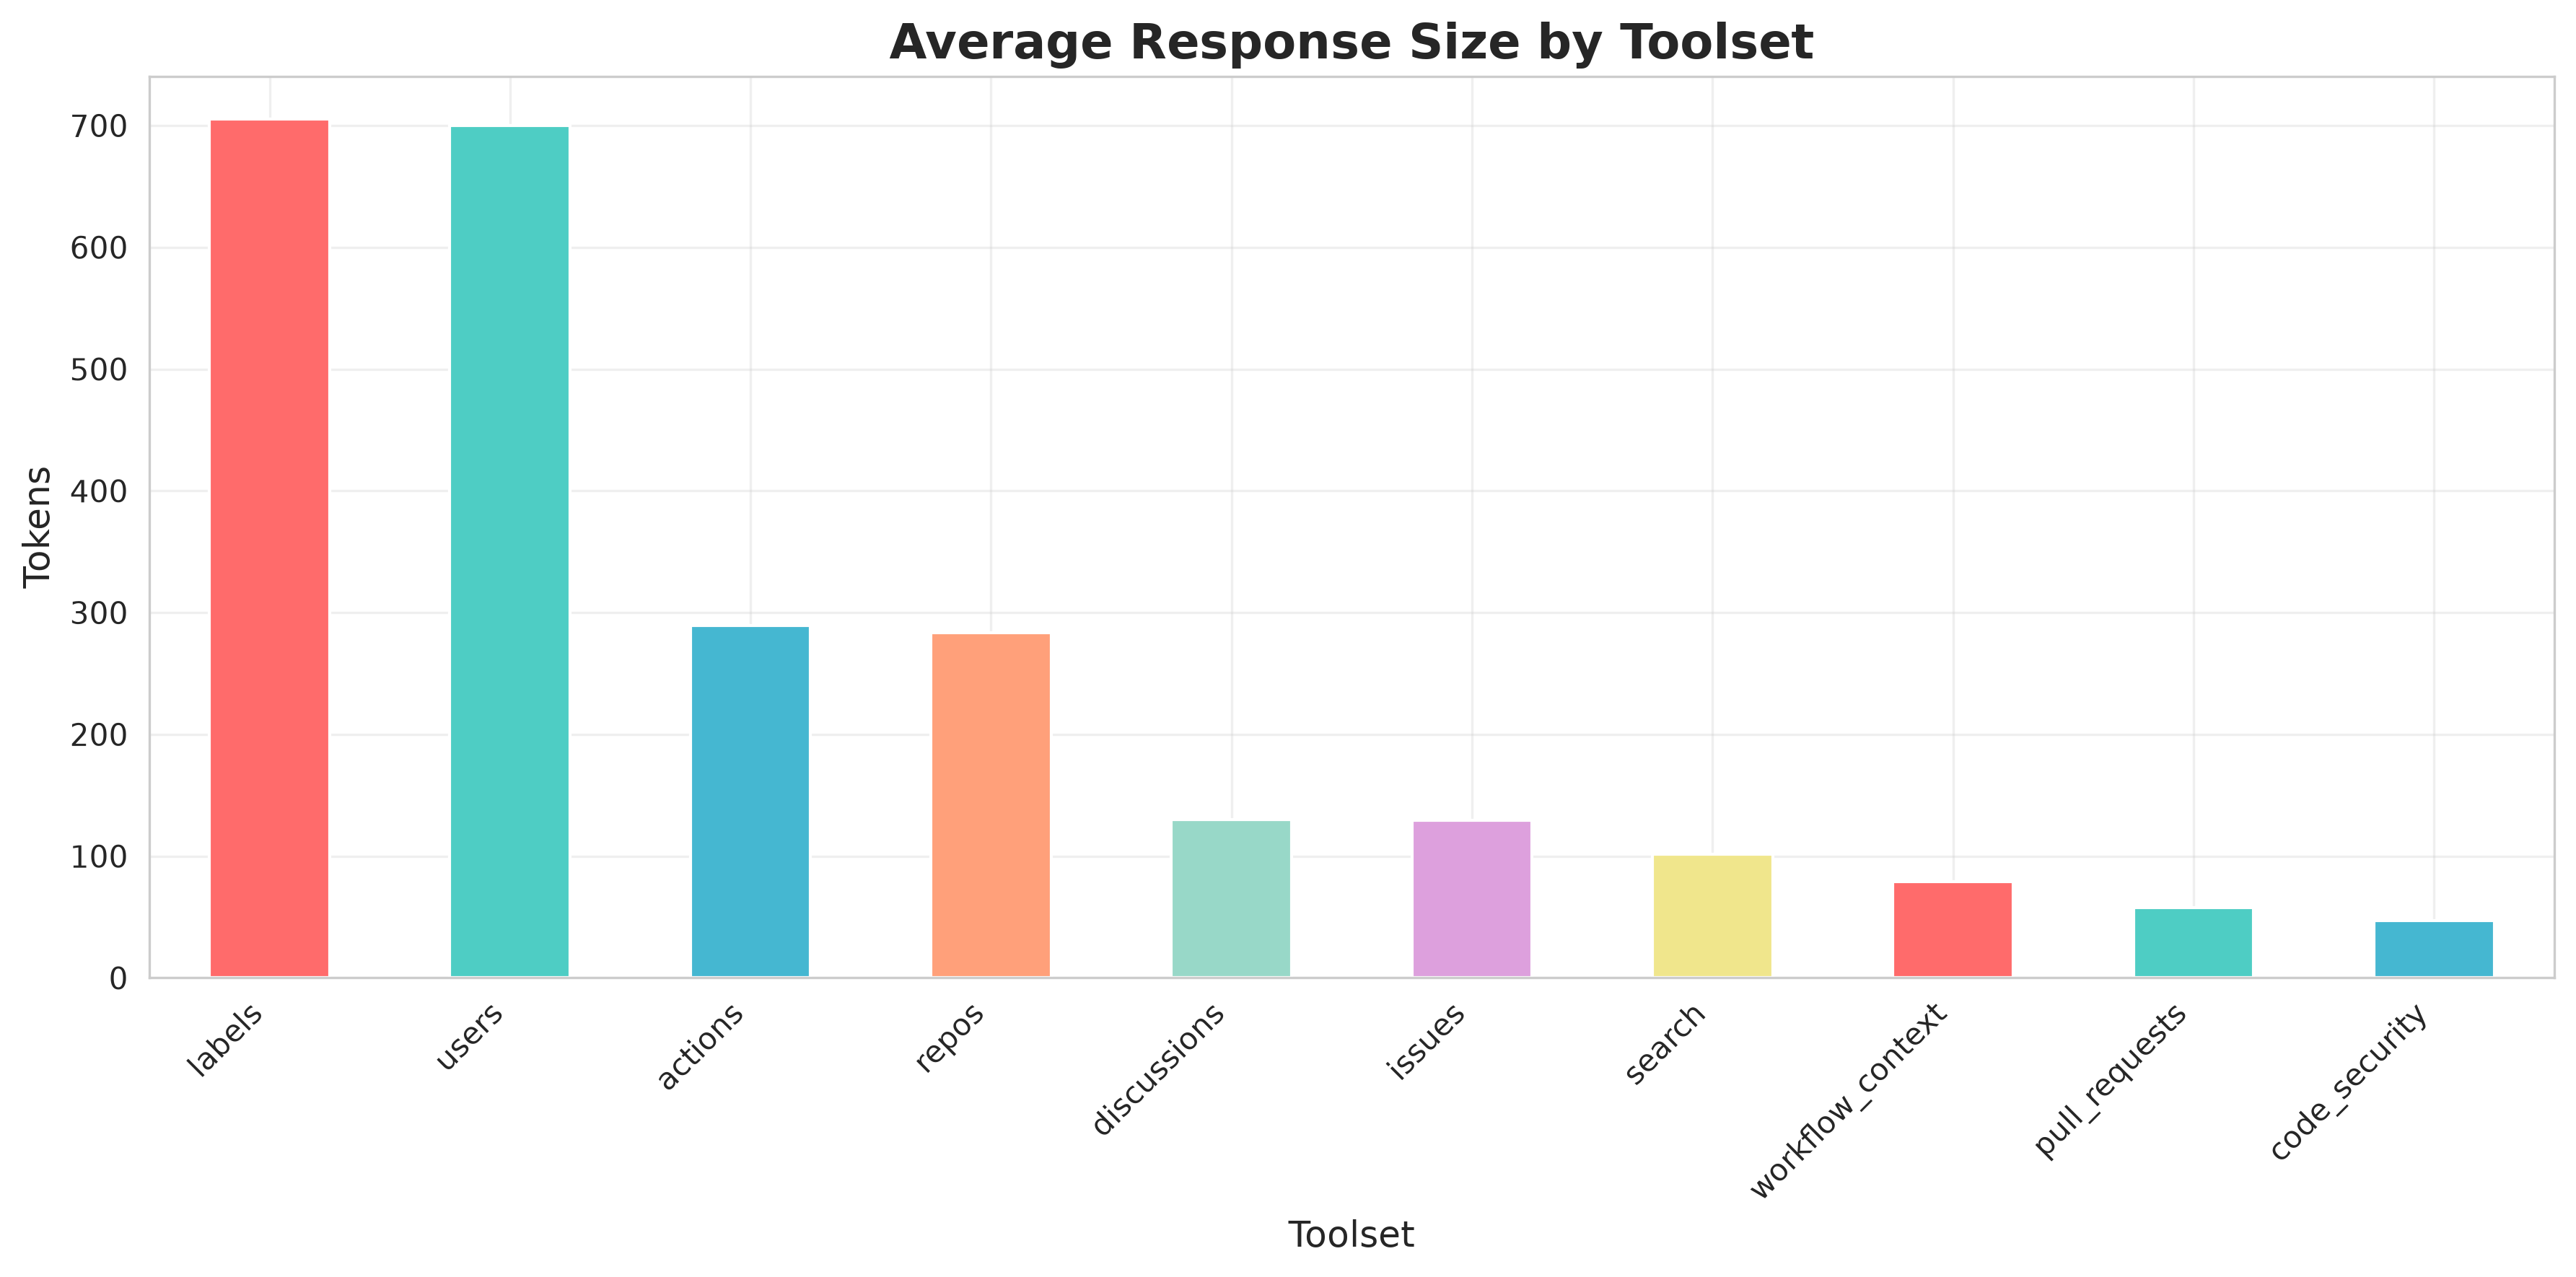 Average Response Size by Toolset
Tokens
700
600
500
400
300
200
100
0
labels
users
actions
repos
discussions
issues
search
workflow_context
pull_requests
code_security
Toolset